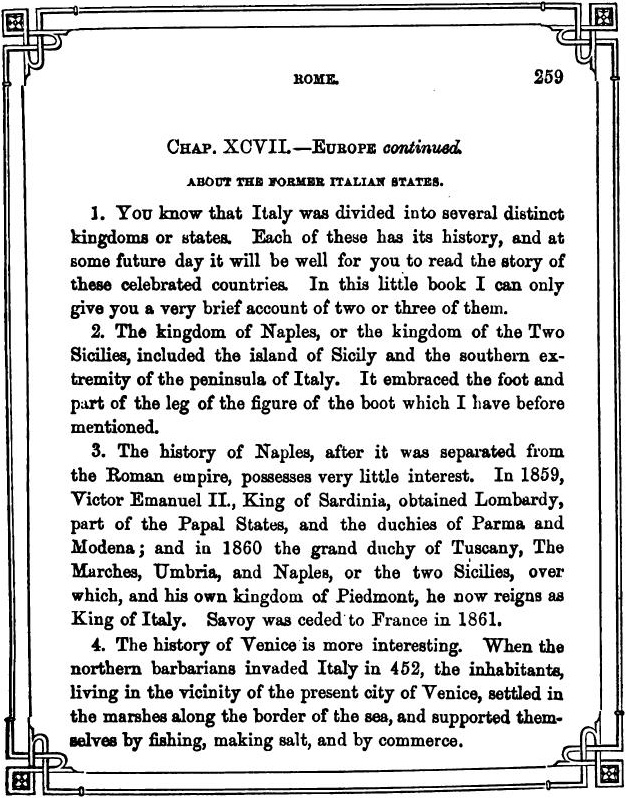 ROME. 259
CHAP. XCVII.—EUROPE continued.
ABOUT THE FORMER ITALIAN STATES.
1. You know that Italy was divided into several distinct
kingdoms or states. Each of these has its history, and at
some future day it will be well for you to read the story of
these celebrated countries. In this little book I can only
give you a very brief account of two or three of them.
2. The kingdom of Naples, or the kingdom of the Two
Sicilies, included the island of Sicily and the southern ex-
tremity of the peninsula of Italy. It embraced the foot and
part of the leg of the figure of the boot which I have before
mentioned.
3. The history of Naples, after it was separated from
the Roman empire, possesses very little interest. In 1859,
Victor Emanuel II., King of Sardinia, obtained Lombardy,
part of the Papal States, and the duchies of Parma and
Modena; and in 1860 the grand duchy of Tuscany, The
Marches, Umbria, and Naples, or the two Sicilies, over
which, and his own kingdom of Piedmont, he now reigns as
King of Italy. Savoy was ceded to France in 1861.
4. The history of Venice is more interesting. When the
northern barbarians invaded Italy in 452, the inhabitants,
living in the vicinity of the present city of Venice, settled in
the marshes along the border of the sea, and supported them-
selves by fishing, making salt, and by commerce.